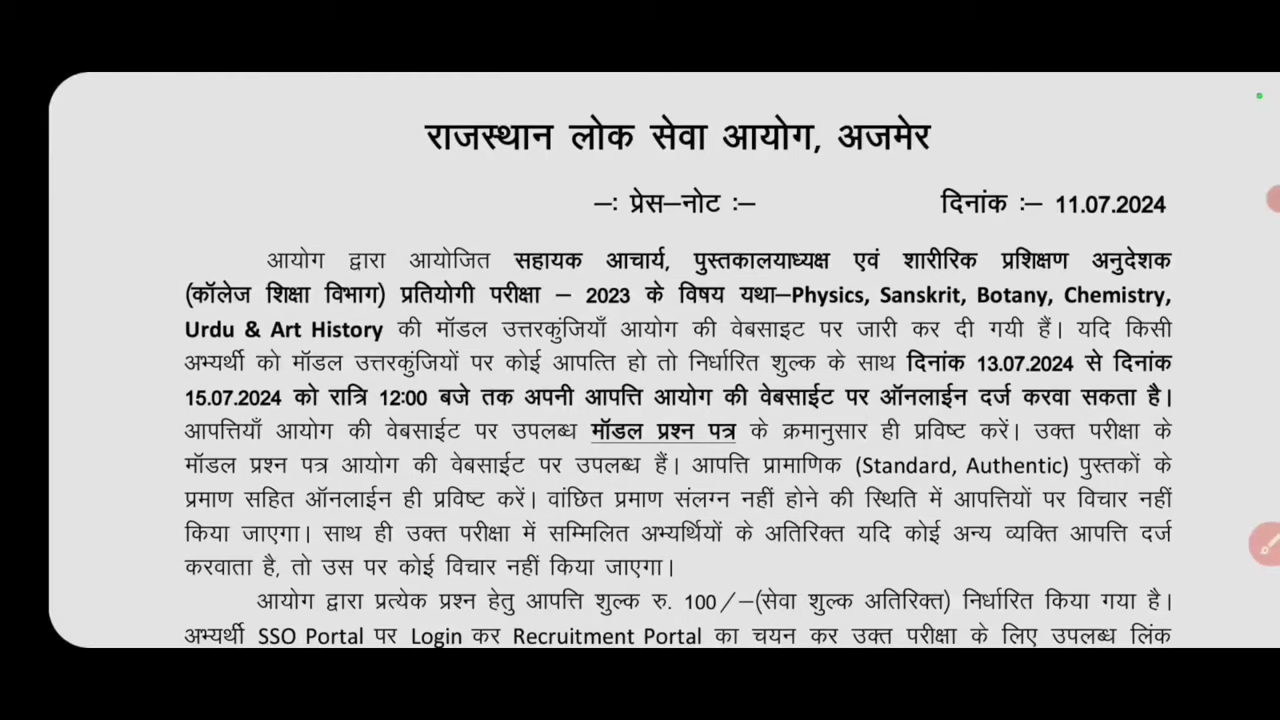 राजस्थान लोक सेवा आयोग, अजमेर
–: प्रेस–नोट :– दिनांक :– 11.07.2024
आयोग द्वारा आयोजित सहायक आचार्य, पुस्तकालयाध्यक्ष एवं शारीरिक प्रशिक्षण अनुदेशक
(कॉलेज शिक्षा विभाग) प्रतियोगी परीक्षा – 2023 के विषय यथा–Physics, Sanskrit, Botany, Chemistry,
Urdu & Art History की मॉडल उत्तरकुंजियाँ आयोग की वेबसाइट पर जारी कर दी गयी हैं। यदि किसी
अभ्यर्थी को मॉडल उत्तरकुंजियों पर कोई आपत्ति हो तो निर्धारित शुल्क के साथ दिनांक 13.07.2024 से दिनांक
15.07.2024 को रात्रि 12:00 बजे तक अपनी आपत्ति आयोग की वेबसाईट पर ऑनलाईन दर्ज करवा सकता है।
आपत्तियाँ आयोग की वेबसाईट पर उपलब्ध मॉडल प्रश्न पत्र के क्रमानुसार ही प्रविष्ट करें। उक्त परीक्षा के
मॉडल प्रश्न पत्र आयोग की वेबसाईट पर उपलब्ध हैं। आपत्ति प्रामाणिक (Standard, Authentic) पुस्तकों के
प्रमाण सहित ऑनलाईन ही प्रविष्ट करें। वांछित प्रमाण संलग्न नहीं होने की स्थिति में आपत्तियों पर विचार नहीं
किया जाएगा। साथ ही उक्त परीक्षा में सम्मिलित अभ्यर्थियों के अतिरिक्त यदि कोई अन्य व्यक्ति आपत्ति दर्ज
करवाता है, तो उस पर कोई विचार नहीं किया जाएगा।
आयोग द्वारा प्रत्येक प्रश्न हेतु आपत्ति शुल्क रु. 100/–(सेवा शुल्क अतिरिक्त) निर्धारित किया गया है।
अभ्यर्थी SSO Portal पर Login कर Recruitment Portal का चयन कर उक्त परीक्षा के लिए उपलब्ध लिंक